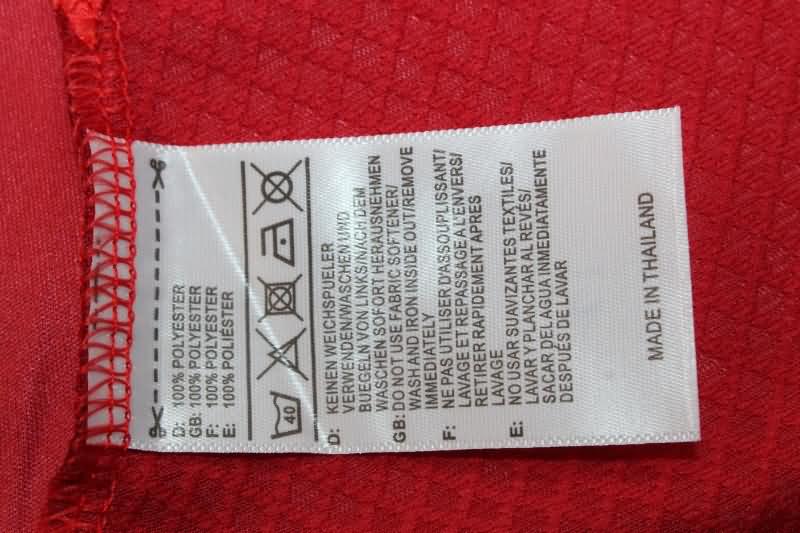 D: 100% POLYESTER
GB: 100% POLYESTER
F: 100% POLYESTER
E: 100% POLIÉSTER
40
D: KEINEN WEICHSPUELER
VERWENDEN/WASCHEN UND
BUEGELN VON LINKS/NACH DEM
WASCHEN SOFORT HERAUSNEHMEN
GB: DO NOT USE FABRIC SOFTENER/
WASH AND IRON INSIDE OUT/REMOVE
IMMEDIATELY
F: NE PAS UTILISER D'ASSOUPLISSANT/
LAVAGE ET REPASSAGE A L'ENVERS/
RETIRER RAPIDEMENT APRES
LAVAGE
E: NO USAR SUAVIZANTES TEXTILES/
LAVAR Y PLANCHAR AL REVÉS/
SACAR DEL AGUA INMEDIATAMENTE
DESPUÉS DE LAVAR
MADE IN THAILAND